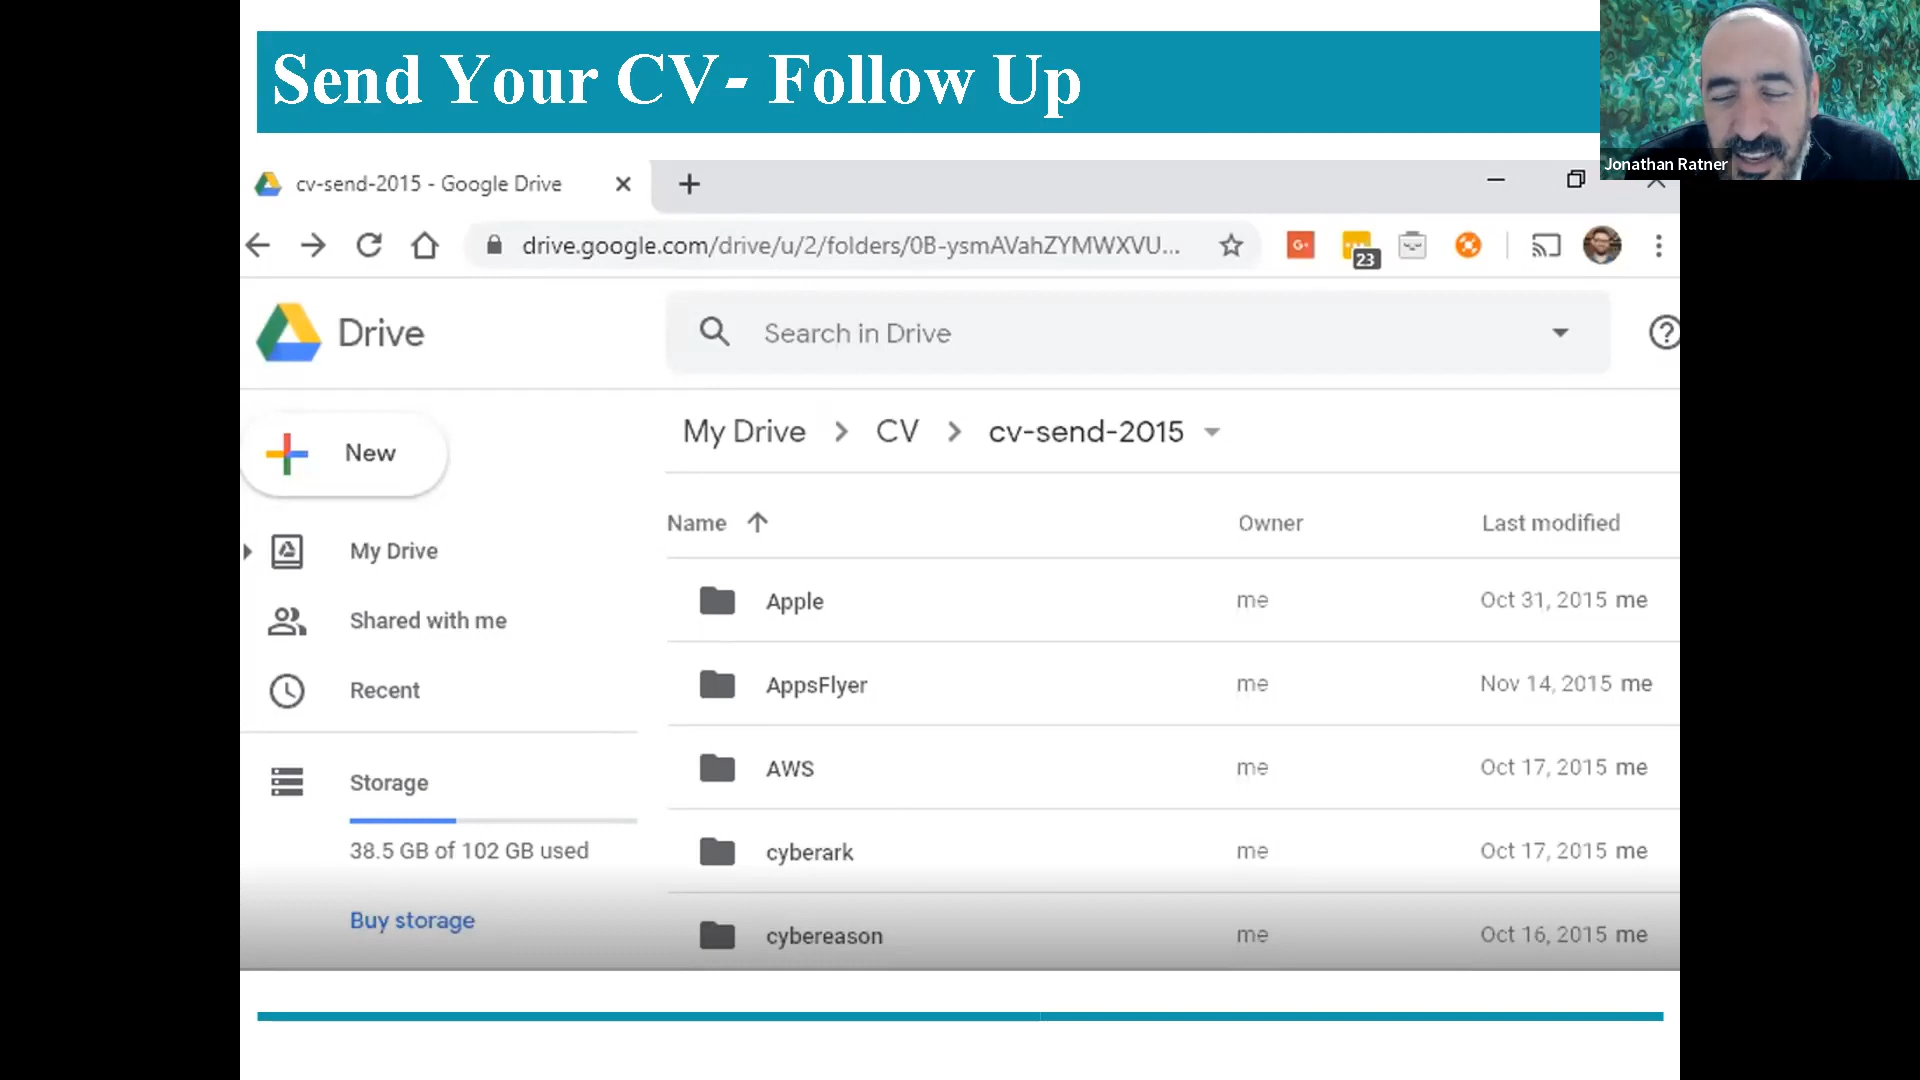 Send Your CV- Follow Up
Jonathan Ratner
cv-send-2015 - Google Drive
drive.google.com/drive/u/2/folders/0B-ysmAVahZYMWXVU...
G+
23
Drive
Search in Drive
New
My Drive > CV > cv-send-2015
Name Owner Last modified
My Drive
Shared with me
Recent
Storage
38.5 GB of 102 GB used
Buy storage
Apple me Oct 31, 2015 me
AppsFlyer me Nov 14, 2015 me
AWS me Oct 17, 2015 me
cyberark me Oct 17, 2015 me
cybereason me Oct 16, 2015 me